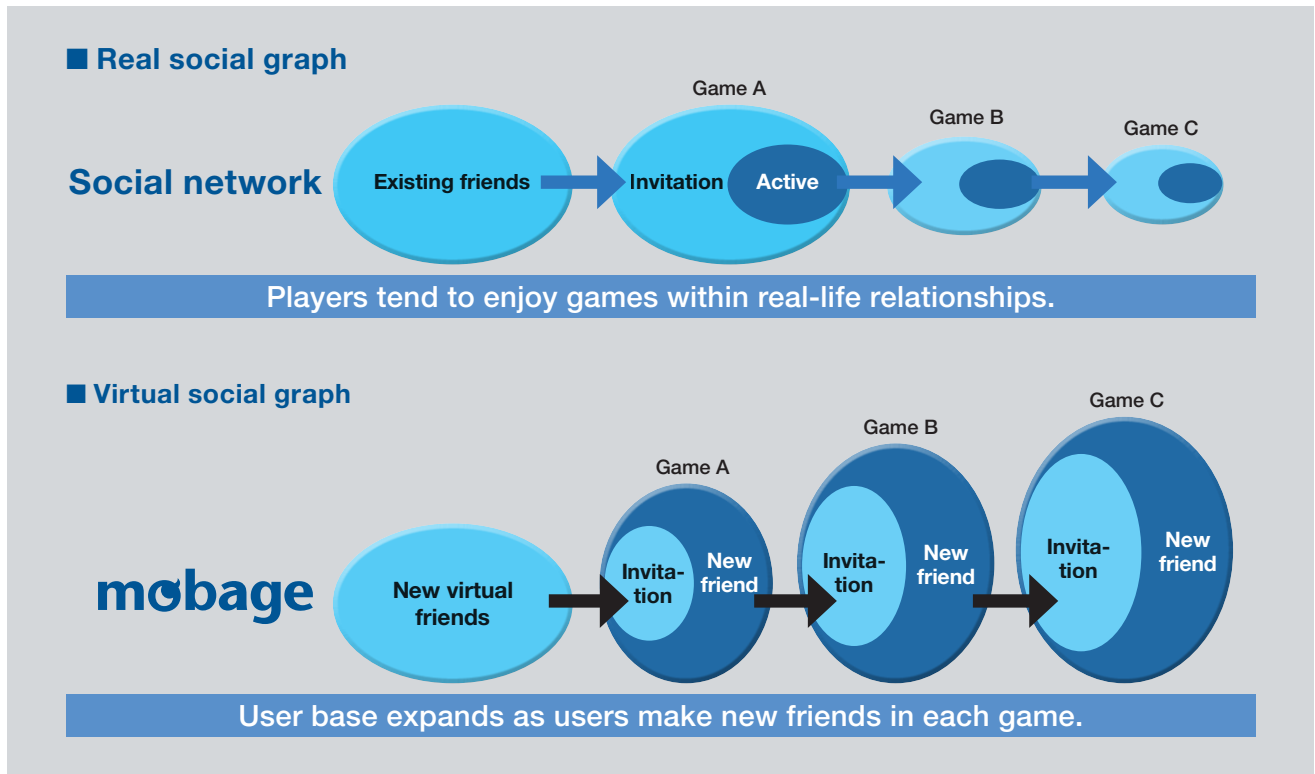 ■ Real social graph
Game A
Game B
Game C
Social network
Existing friends
Invitation
Active
Players tend to enjoy games within real-life relationships.
■ Virtual social graph
Game A
Game B
Game C
mobage
New virtual
friends
Invita-
tion
New
friend
Invita-
tion
New
friend
Invita-
tion
New
friend
User base expands as users make new friends in each game.